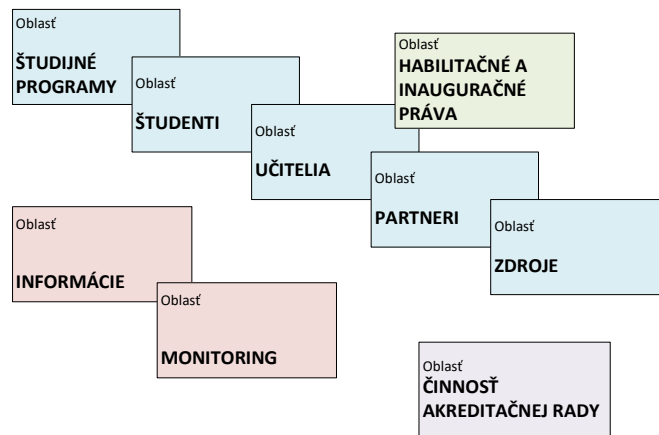 Oblasť
ŠTUDIJNÉ
PROGRAMY
Oblasť
ŠTUDENTI
Oblasť
UČITELIA
Oblasť
HABILITAČNÉ A
INAUGURAČNÉ
PRÁVA
Oblasť
PARTNERI
Oblasť
ZDROJE
Oblasť
INFORMÁCIE
Oblasť
MONITORING
Oblasť
ČINNOSŤ
AKREDITAČNEJ RADY